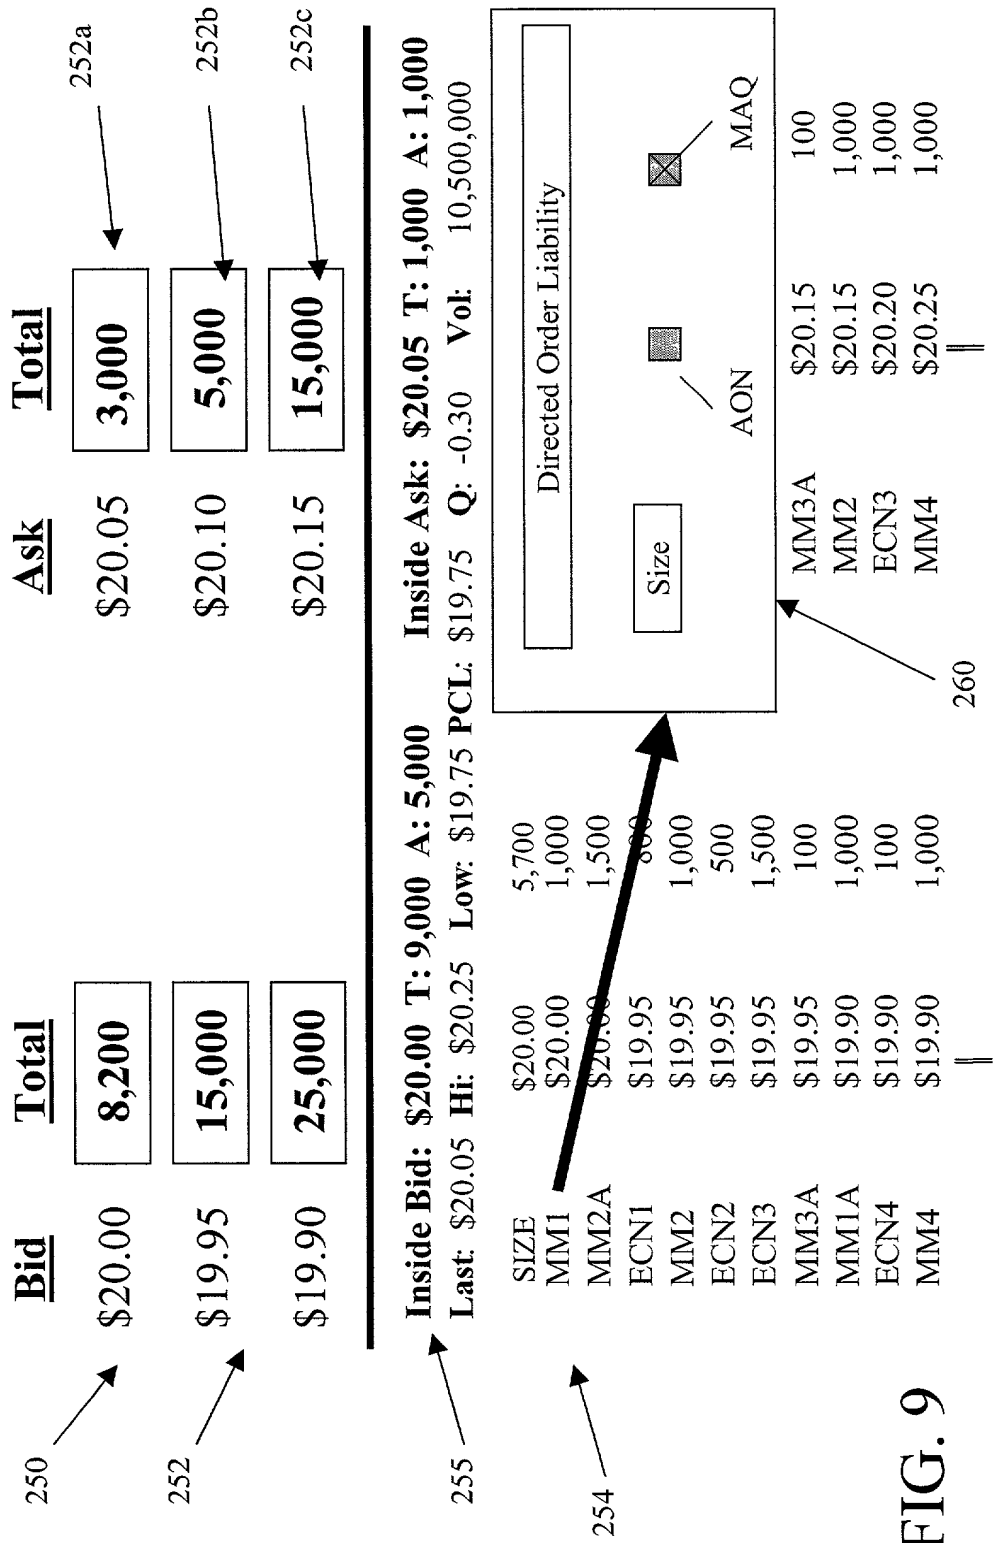 Bid Total Ask Total
$20.00 8,200 $20.05 3,000
$19.95 15,000 $20.10 5,000
$19.90 25,000 $20.15 15,000
250
252
252a
252b
252c
Inside Bid: $20.00 T: 9,000 A: 5,000 Inside Ask: $20.05 T: 1,000 A: 1,000
Last: $20.05 Hi: $20.25 Low: $19.75 PCL: $19.75 Q: -0.30 Vol: 10,500,000
255
254
SIZE $20.00 5,700
MM1 $20.00 1,000
MM2A $20.00 1,500
ECN1 $19.95 800
MM2 $19.95 1,000
ECN2 $19.95 500
ECN3 $19.95 1,500
MM3A $19.95 100
MM1A $19.90 1,000
ECN4 $19.90 100
MM4 $19.90 1,000
Directed Order Liability
Size
AON
MAQ
260
MM3A $20.15 100
MM2 $20.15 1,000
ECN3 $20.20 1,000
MM4 $20.25 1,000
FIG. 9